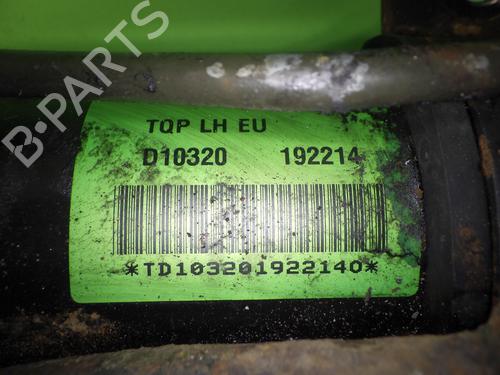 TQP LH EU
D10320 192214
*TD103201922140*
B-PARTS